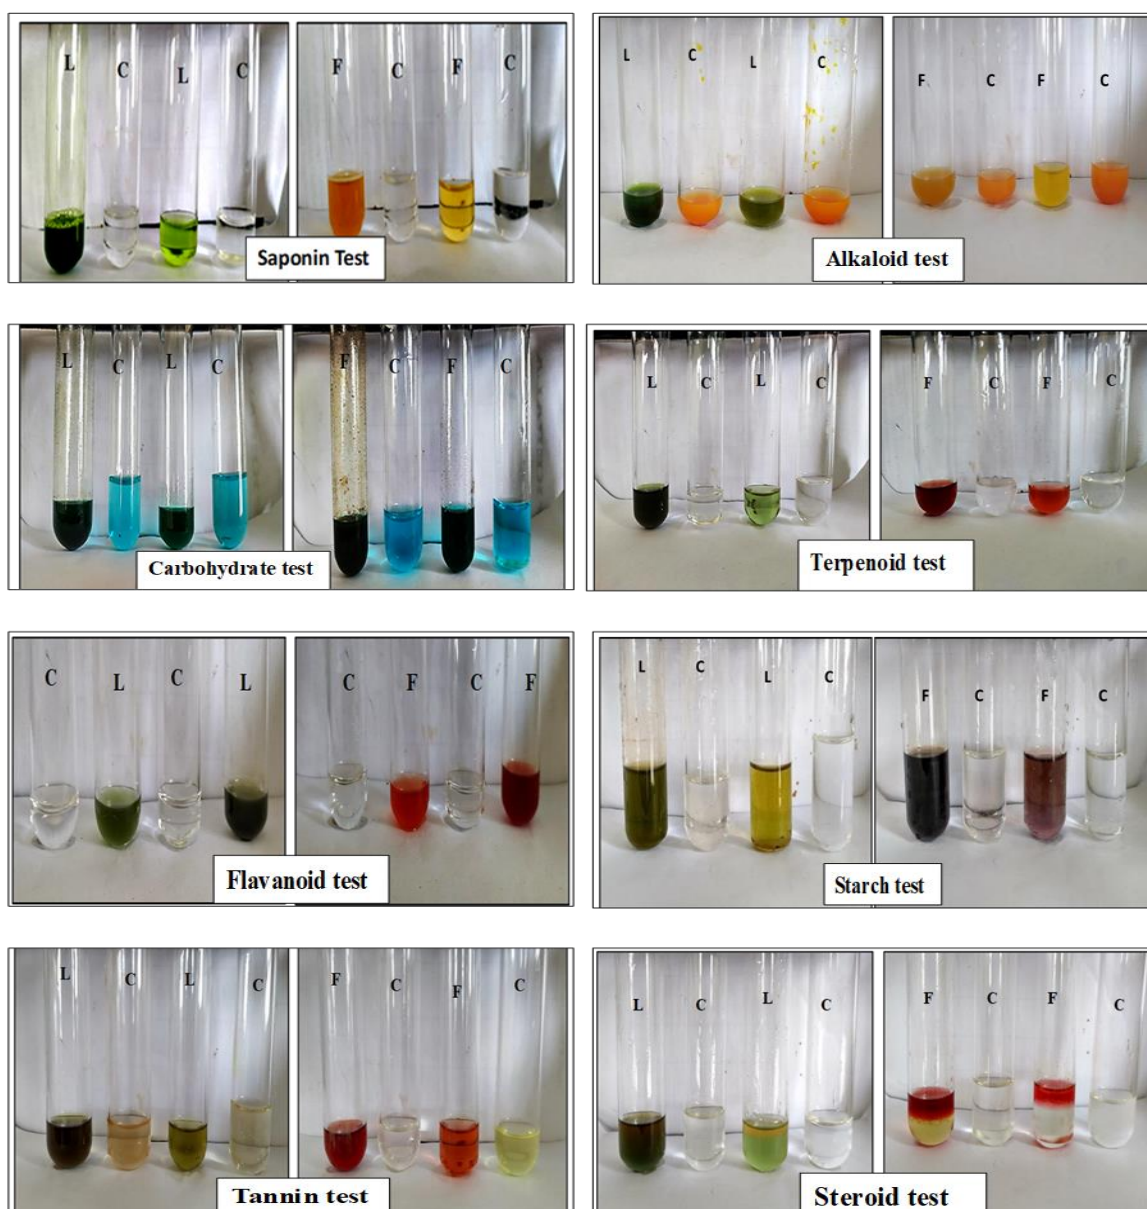 L C L C
F C F C
Saponin Test
L C L C
F C F C
Alkaloid test
L C L C
F C F C
Carbohydrate test
L C L C
F C F C
Terpenoid test
C L C L
C F C F
Flavanoid test
L C L C
F C F C
Starch test
L C L C
F C F C
Tannin test
L C L C
F C F C
Steroid test